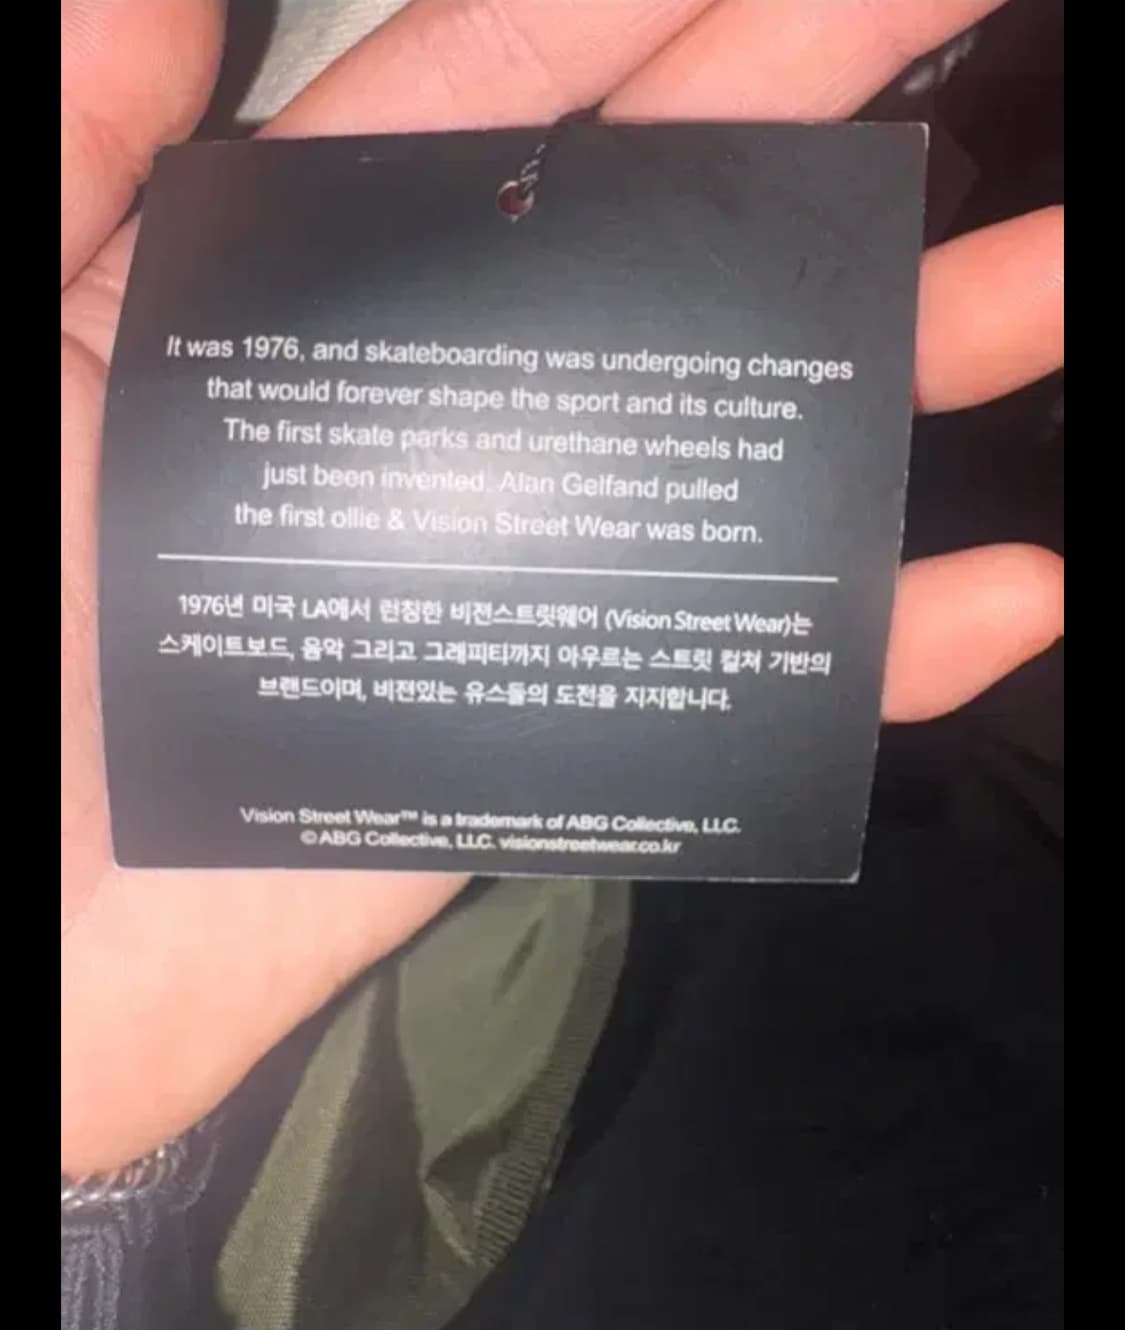 It was 1976, and skateboarding was undergoing changes
that would forever shape the sport and its culture.
The first skate parks and urethane wheels had
just been invented. Alan Gelfand pulled
the first ollie & Vision Street Wear was born.
1976년 미국 LA에서 런칭한 비젼스트릿웨어 (Vision Street Wear)는
스케이트보드, 음악 그리고 그래피티까지 아우르는 스트릿 컬쳐 기반의
브랜드이며, 비젼있는 유스들의 도전을 지지합니다.
Vision Street Wear™ is a trademark of ABG Collective, LLC.
© ABG Collective, LLC. visionstreetwear.co.kr